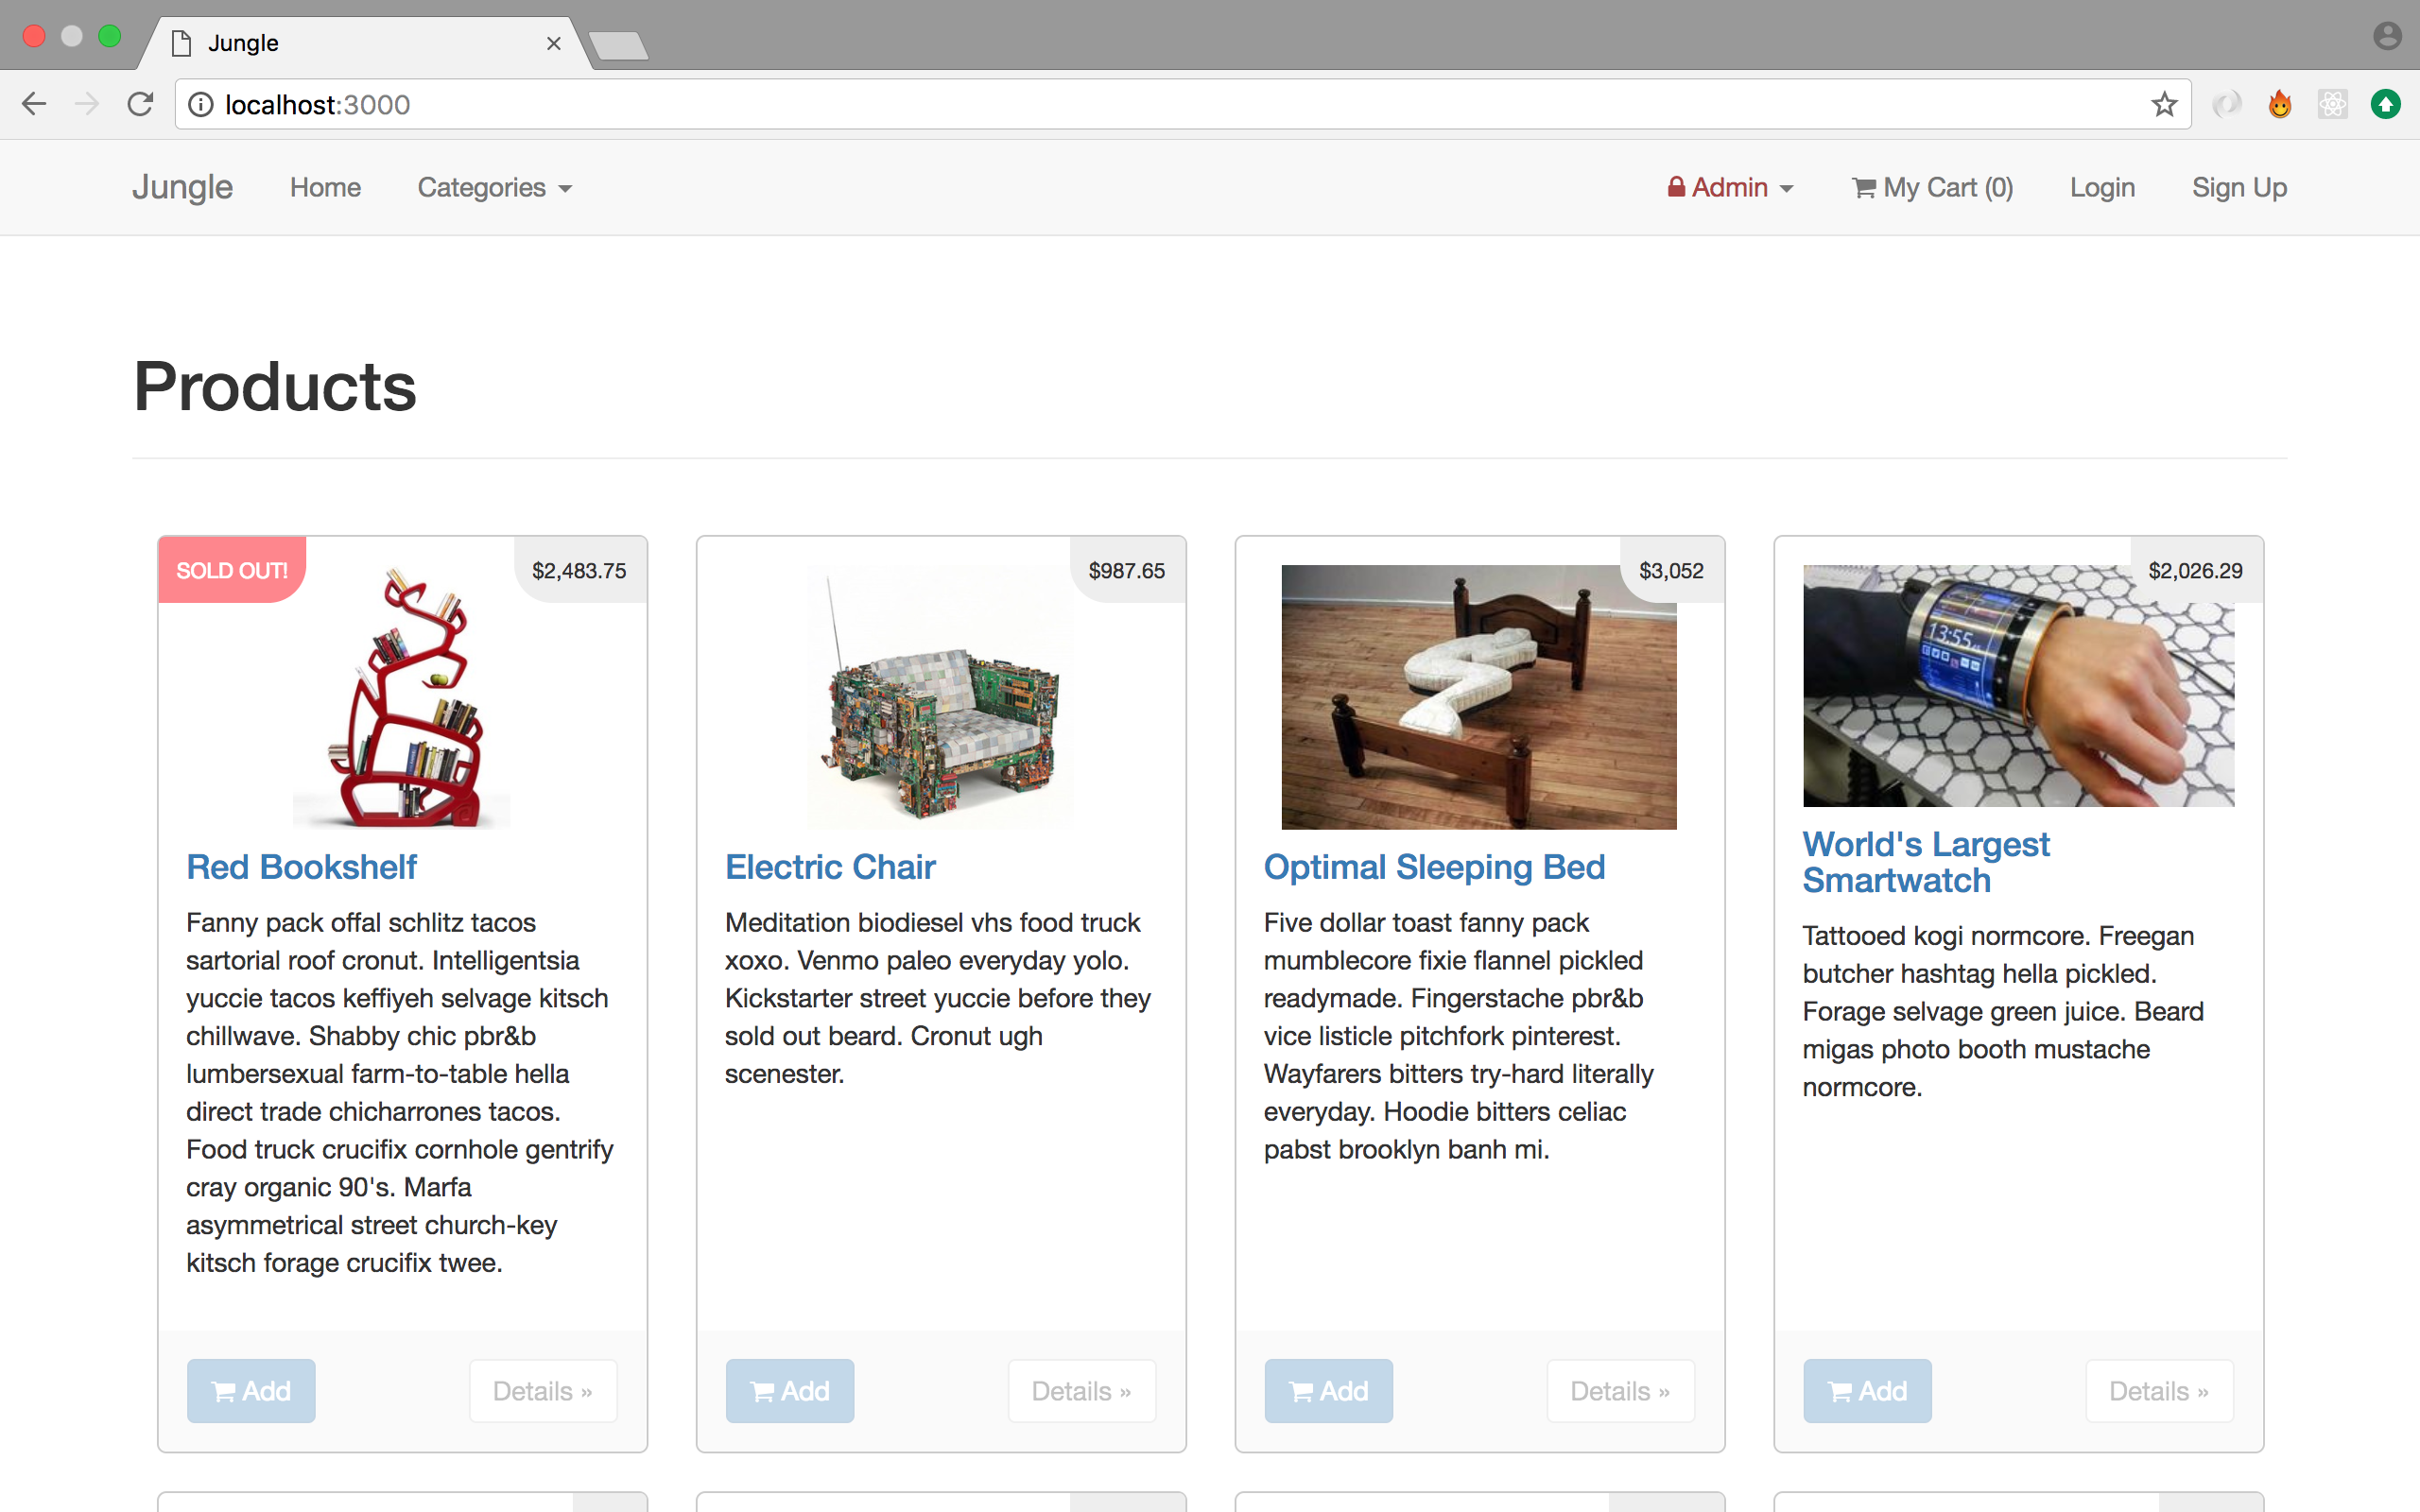 Jungle
localhost:3000
Jungle Home Categories Admin My Cart (0) Login Sign Up
Products
SOLD OUT!
$2,483.75
Red Bookshelf
Fanny pack offal schlitz tacos
sartorial roof cronut. Intelligentsia
yuccie tacos keffiyeh selvage kitsch
chillwave. Shabby chic pbr&b
lumbersexual farm-to-table hella
direct trade chicharrones tacos.
Food truck crucifix cornhole gentrify
cray organic 90's. Marfa
asymmetrical street church-key
kitsch forage crucifix twee.
Add Details »
$987.65
Electric Chair
Meditation biodiesel vhs food truck
xoxo. Venmo paleo everyday yolo.
Kickstarter street yuccie before they
sold out beard. Cronut ugh
scenester.
Add Details »
$3,052
Optimal Sleeping Bed
Five dollar toast fanny pack
mumblecore fixie flannel pickled
readymade. Fingerstache pbr&b
vice listicle pitchfork pinterest.
Wayfarers bitters try-hard literally
everyday. Hoodie bitters celiac
pabst brooklyn banh mi.
Add Details »
$2,026.29
13:55
World's Largest
Smartwatch
Tattooed kogi normcore. Freegan
butcher hashtag hella pickled.
Forage selvage green juice. Beard
migas photo booth mustache
normcore.
Add Details »